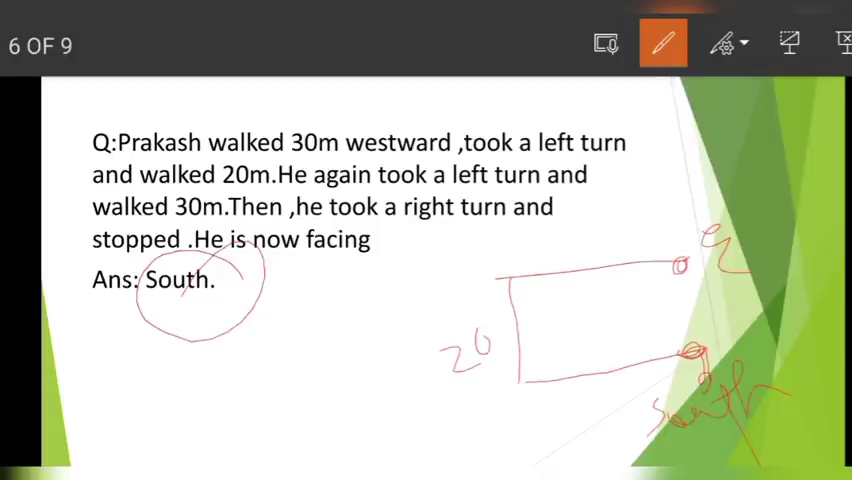 6 OF 9
Q:Prakash walked 30m westward ,took a left turn
and walked 20m.He again took a left turn and
walked 30m.Then ,he took a right turn and
stopped .He is now facing
Ans: South.
20
south